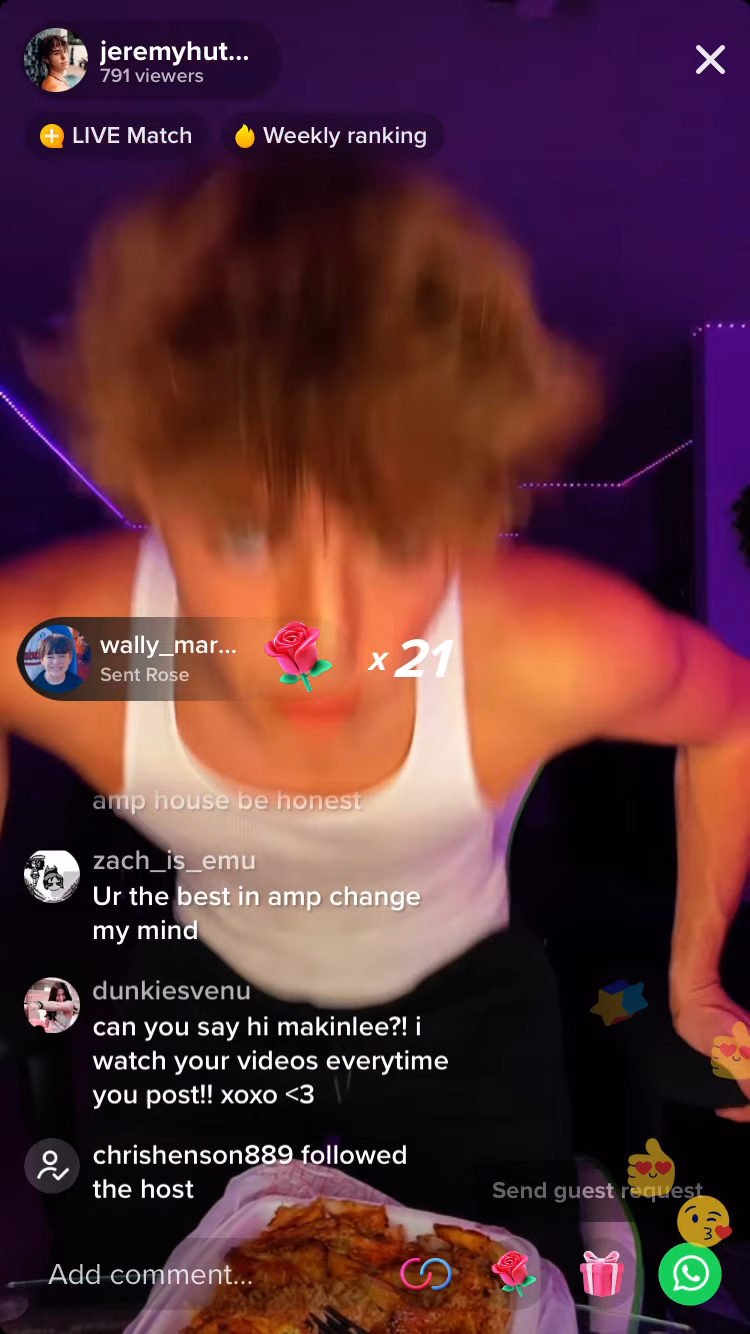 jeremyhut...
791 viewers
LIVE Match
Weekly ranking
wally_mar...
Sent Rose
x 21
amp house be honest
zach_is_emu
Ur the best in amp change
my mind
dunkiesvenu
can you say hi makinlee?! i
watch your videos everytime
you post!! xoxo <3
chrishenson889 followed
the host
Send guest request
Add comment...